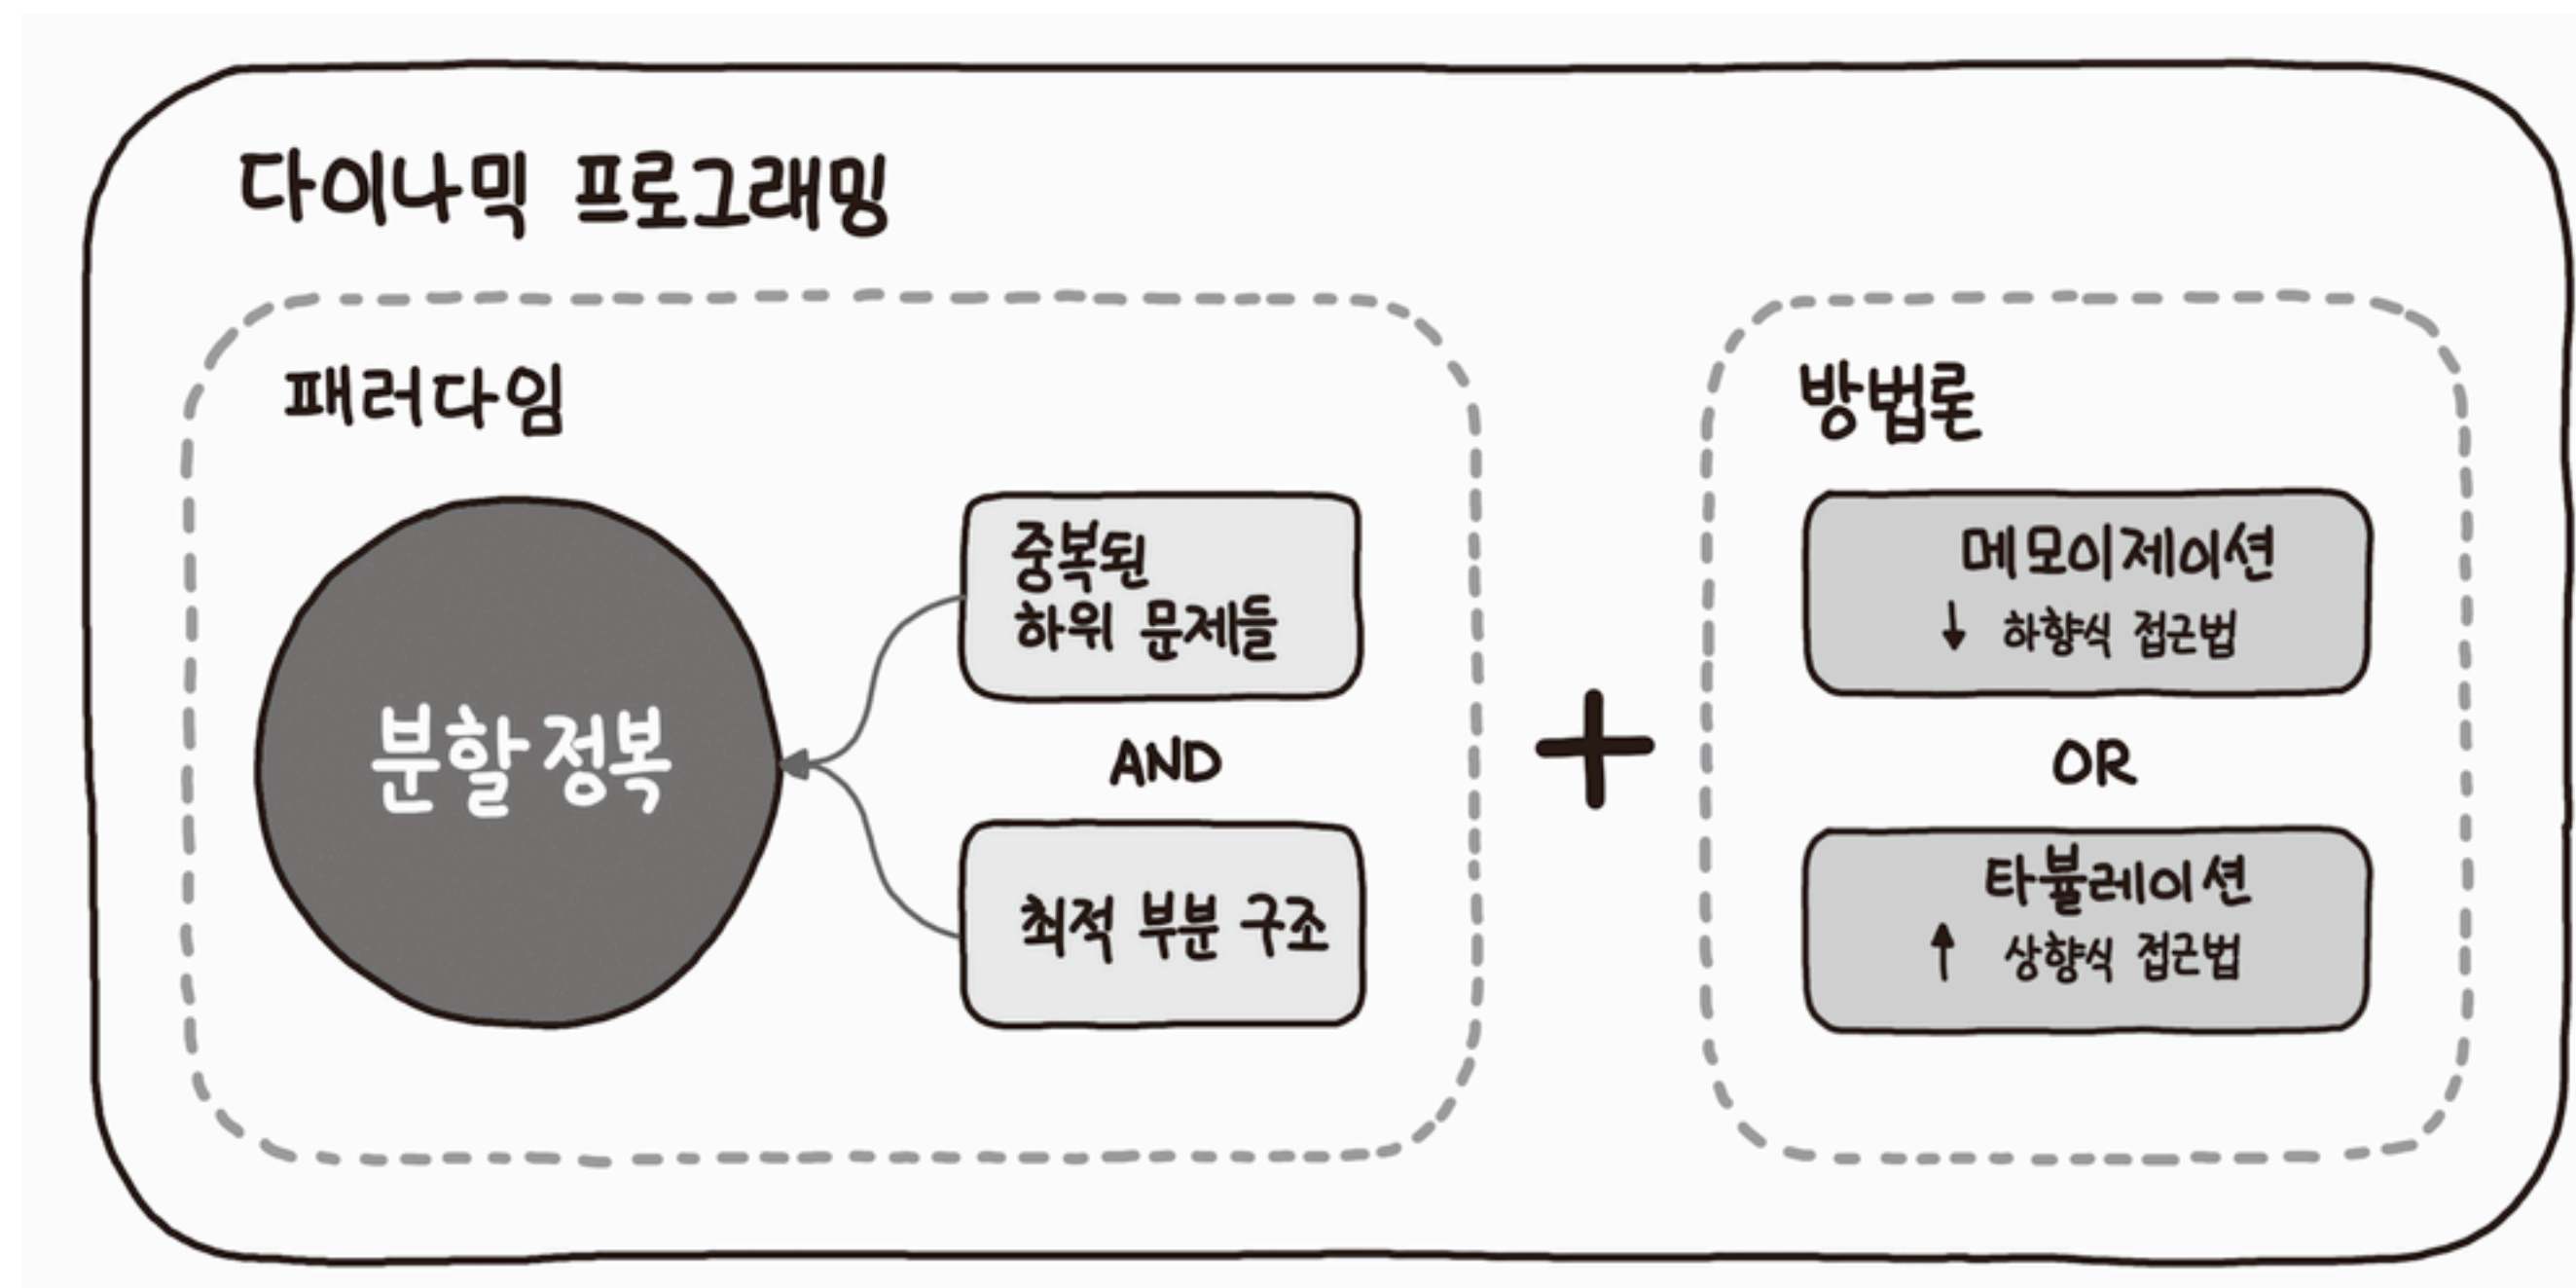 다이나믹 프로그래밍
패러다임
분할 정복
중복된
하위 문제들
AND
최적 부분 구조
+
방법론
메모이제이션
↓ 하향식 접근법
OR
타뷸레이션
↑ 상향식 접근법